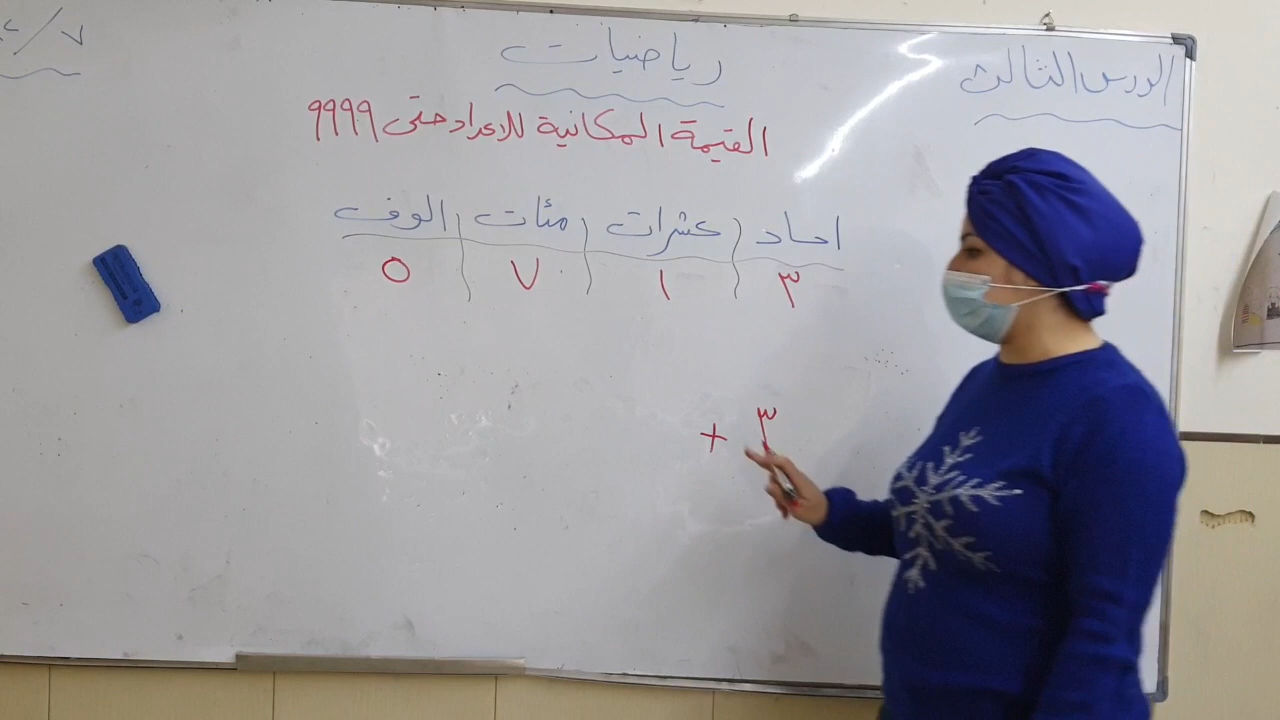 الدرس الثالث
رياضيات
القيمة المكانية للاعداد حتى ٩٩٩٩
احاد عشرات مئات الوف
٣ ١ ٧ ٥
٣ +